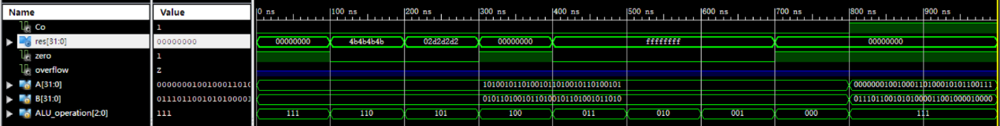 Name Value 0 ns 100 ns 200 ns 300 ns 400 ns 500 ns 600 ns 700 ns 800 ns 900 ns
Co 1
res[31:0] 00000000 00000000 4b4b4b4b 02d2d2d2 00000000 ffffffff 00000000
zero 1
overflow z
A[31:0] 0000000100100011010 10100101101001011010010110100101 00000001001000110100010101100111
B[31:0] 0111011001010100001 01011010010110100101101001011010 01110110010101000011001000010000
ALU_operation[2:0] 111 111 110 101 100 011 010 001 000 111